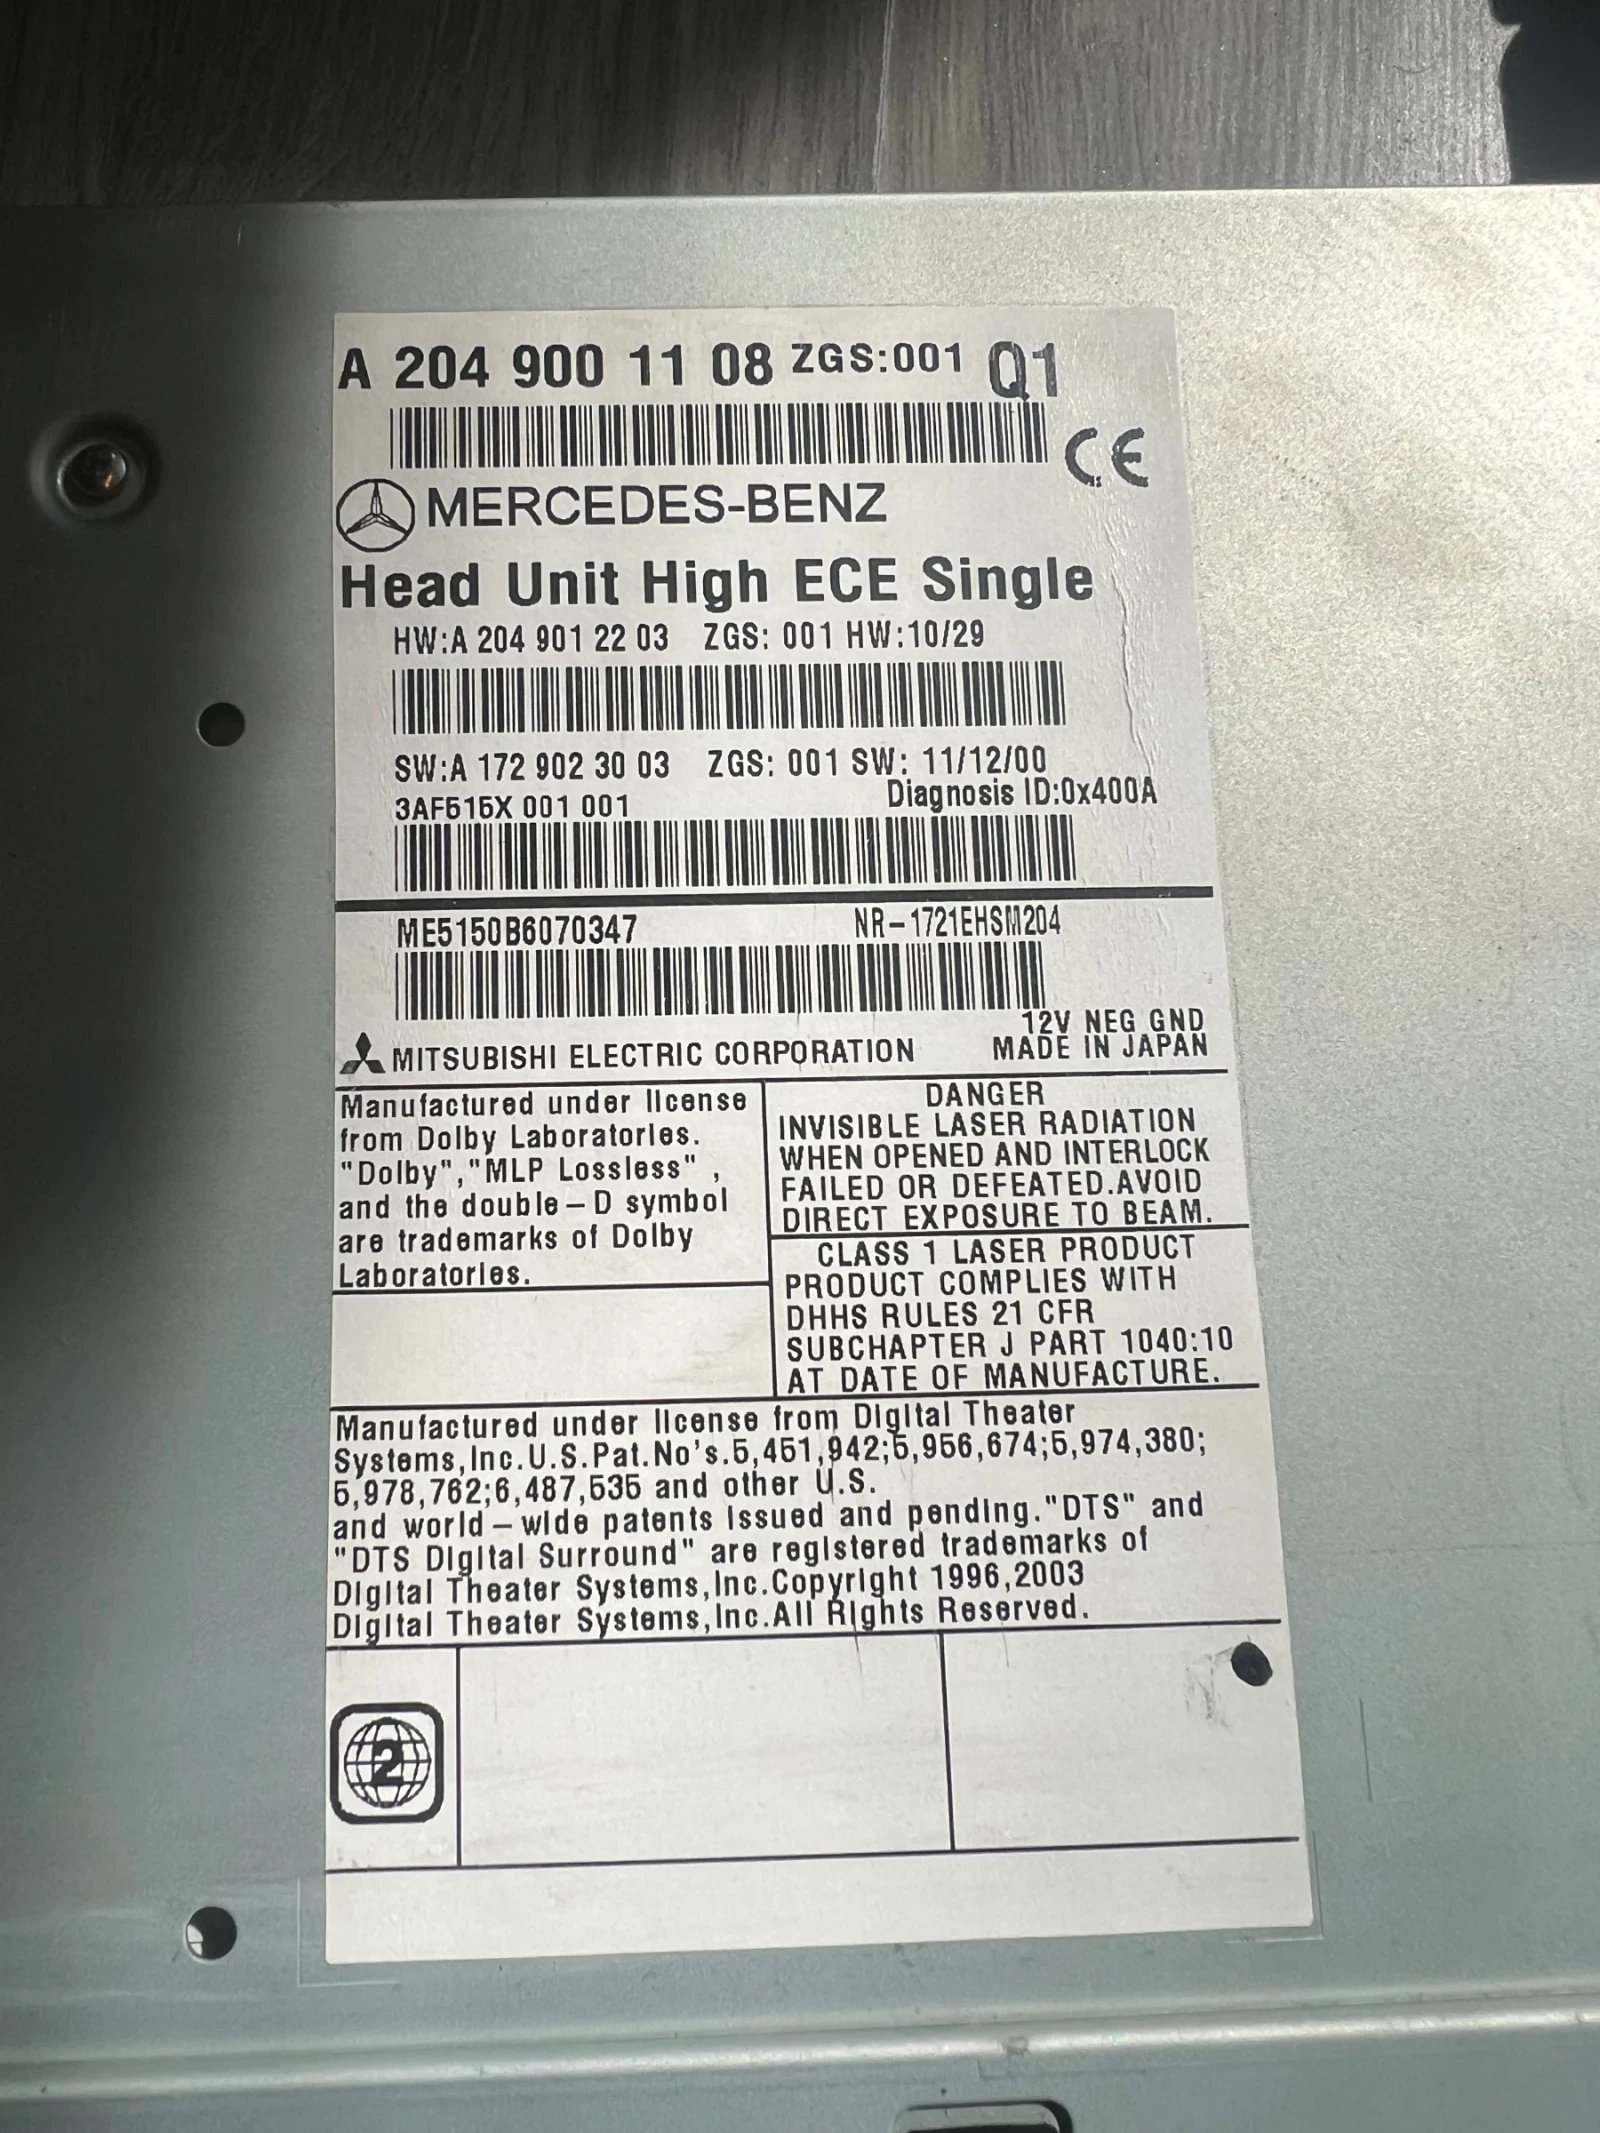 A 204 900 11 08 ZGS:001 Q1
CE
MERCEDES-BENZ
Head Unit High ECE Single
HW:A 204 901 22 03 ZGS: 001 HW:10/29
SW:A 172 902 30 03 ZGS: 001 SW: 11/12/00
3AF515X 001 001 Diagnosis ID:0x400A
ME5150B6070347 NR-1721EHSM204
12V NEG GND
MITSUBISHI ELECTRIC CORPORATION MADE IN JAPAN
Manufactured under license
from Dolby Laboratories.
"Dolby","MLP Lossless" ,
and the double-D symbol
are trademarks of Dolby
Laboratories.
DANGER
INVISIBLE LASER RADIATION
WHEN OPENED AND INTERLOCK
FAILED OR DEFEATED.AVOID
DIRECT EXPOSURE TO BEAM.
CLASS 1 LASER PRODUCT
PRODUCT COMPLIES WITH
DHHS RULES 21 CFR
SUBCHAPTER J PART 1040:10
AT DATE OF MANUFACTURE.
Manufactured under license from Digital Theater
Systems,Inc.U.S.Pat.No's.5,451,942;5,956,674;5,974,380;
5,978,762;6,487,535 and other U.S.
and world-wide patents issued and pending."DTS" and
"DTS Digital Surround" are registered trademarks of
Digital Theater Systems,Inc.Copyright 1996,2003
Digital Theater Systems,Inc.All Rights Reserved.
2